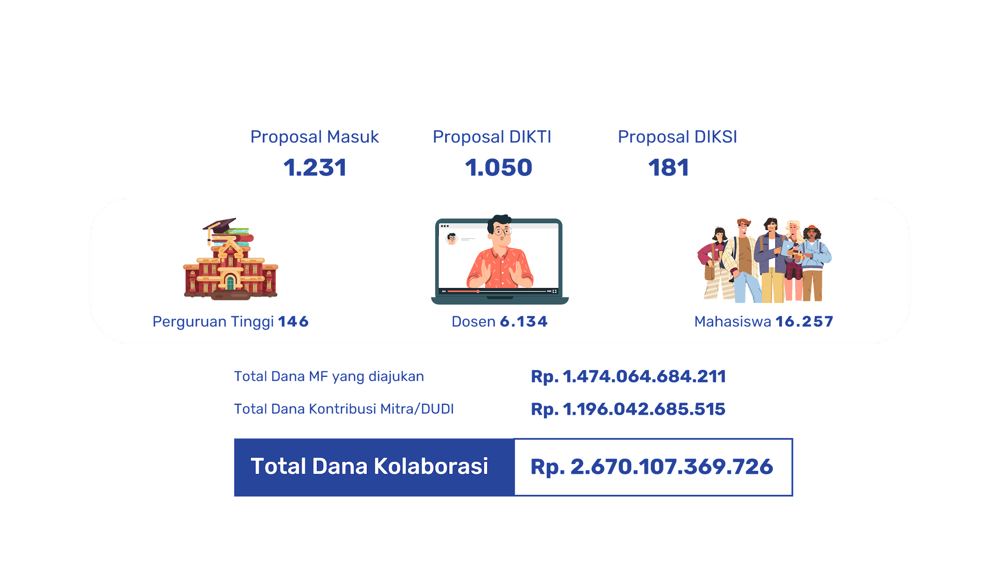 Proposal Masuk
1.231
Proposal DIKTI
1.050
Proposal DIKSI
181
Perguruan Tinggi 146
Dosen 6.134
Mahasiswa 16.257
Total Dana MF yang diajukan
Rp. 1.474.064.684.211
Total Dana Kontribusi Mitra/DUDI
Rp. 1.196.042.685.515
Total Dana Kolaborasi
Rp. 2.670.107.369.726